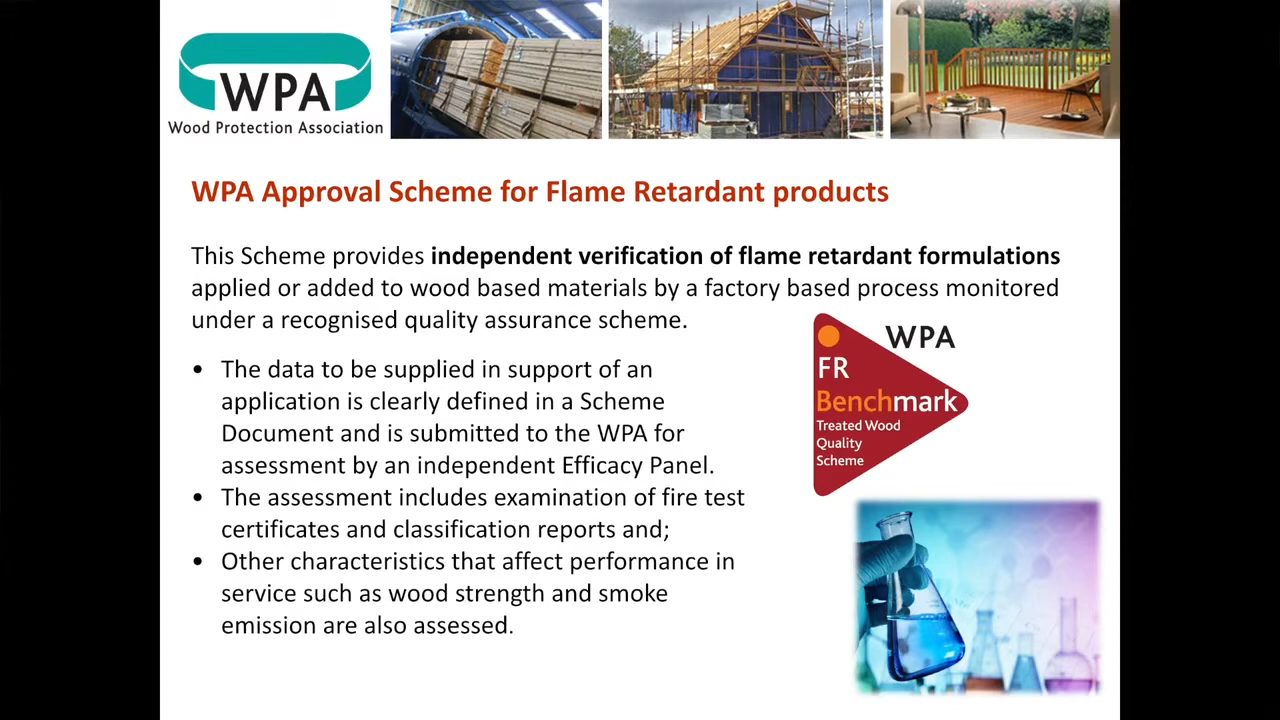 WPA
Wood Protection Association
WPA Approval Scheme for Flame Retardant products
This Scheme provides independent verification of flame retardant formulations
applied or added to wood based materials by a factory based process monitored
under a recognised quality assurance scheme.
• The data to be supplied in support of an
application is clearly defined in a Scheme
Document and is submitted to the WPA for
assessment by an independent Efficacy Panel.
• The assessment includes examination of fire test
certificates and classification reports and;
• Other characteristics that affect performance in
service such as wood strength and smoke
emission are also assessed.
WPA
FR
Benchmark
Treated Wood
Quality
Scheme